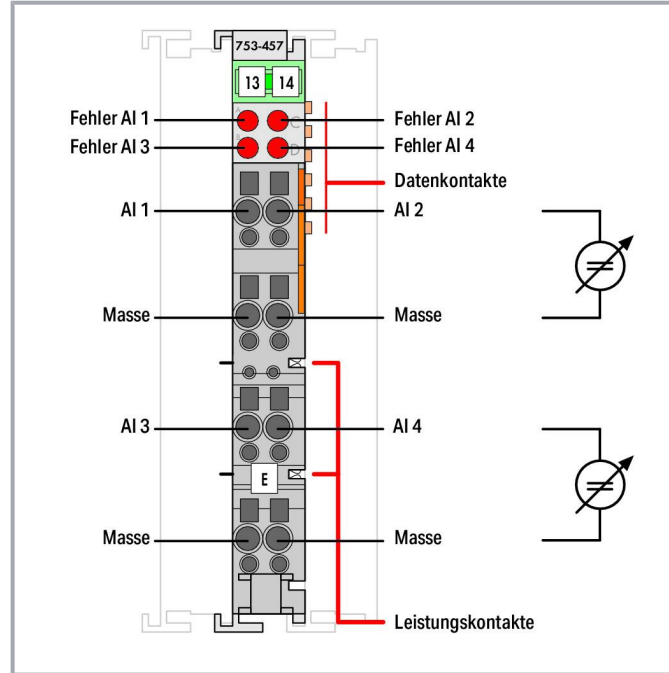 753-457
13 14
A C
Fehler AI 1
Fehler AI 2
Fehler AI 3
Fehler AI 4
D
Datenkontakte
AI 1
AI 2
Masse
Masse
AI 3
AI 4
E
Masse
Masse
Leistungskontakte